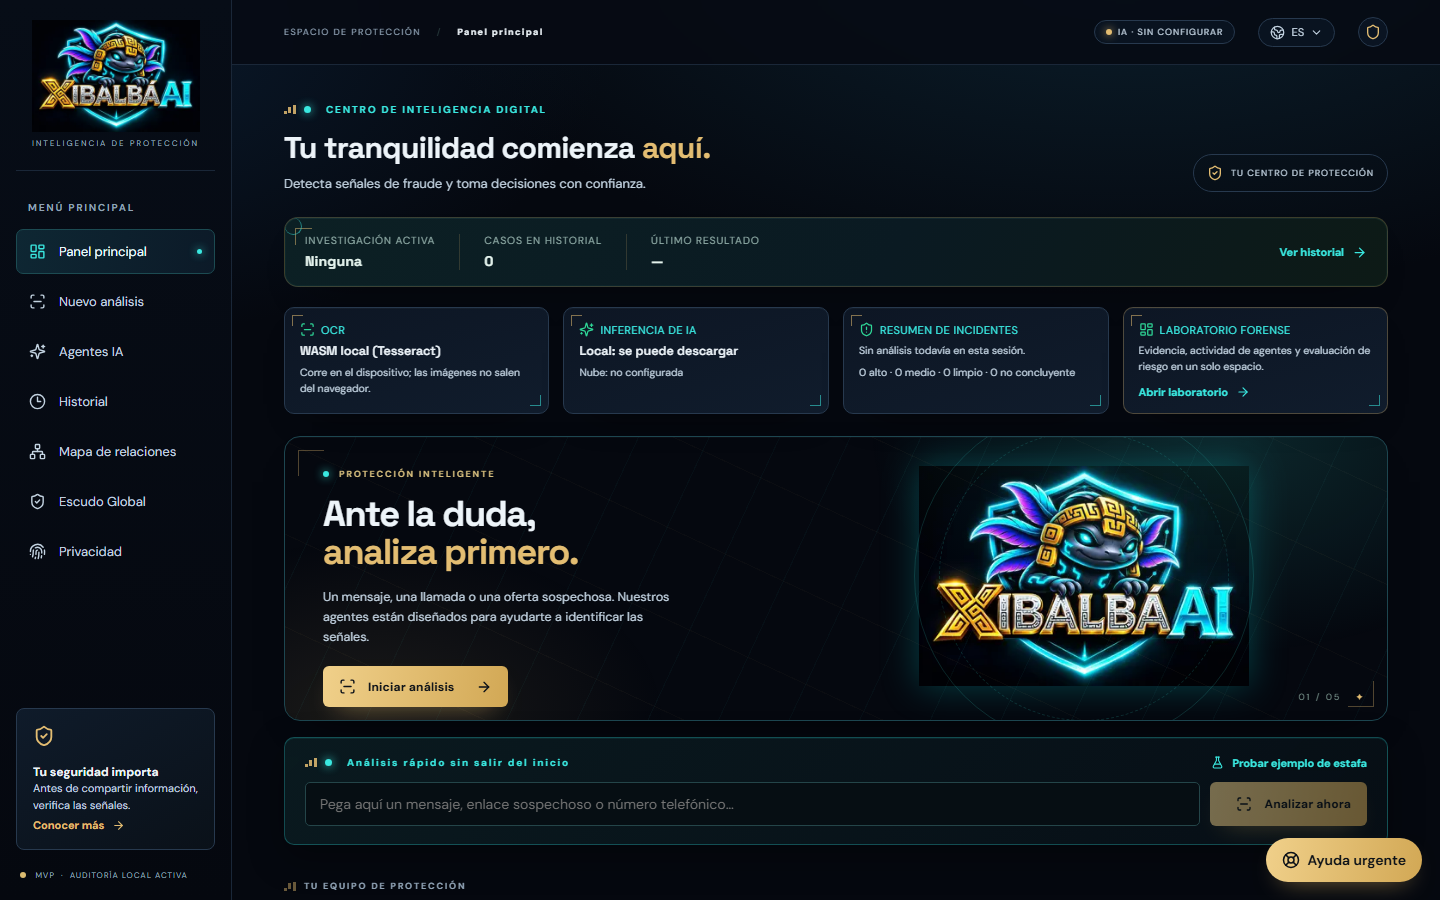 XIBALBÁAI
INTELIGENCIA DE PROTECCIÓN
MENÚ PRINCIPAL
Panel principal
Nuevo análisis
Agentes IA
Historial
Mapa de relaciones
Escudo Global
Privacidad
Tu seguridad importa
Antes de compartir información,
verifica las señales.
Conocer más
MVP · AUDITORÍA LOCAL ACTIVA
ESPACIO DE PROTECCIÓN / Panel principal
IA · SIN CONFIGURAR
ES
CENTRO DE INTELIGENCIA DIGITAL
Tu tranquilidad comienza aquí.
Detecta señales de fraude y toma decisiones con confianza.
TU CENTRO DE PROTECCIÓN
INVESTIGACIÓN ACTIVA
Ninguna
CASOS EN HISTORIAL
0
ÚLTIMO RESULTADO
—
Ver historial
OCR
WASM local (Tesseract)
Corre en el dispositivo; las imágenes no salen
del navegador.
INFERENCIA DE IA
Local: se puede descargar
Nube: no configurada
RESUMEN DE INCIDENTES
Sin análisis todavía en esta sesión.
0 alto · 0 medio · 0 limpio · 0 no concluyente
LABORATORIO FORENSE
Evidencia, actividad de agentes y evaluación de
riesgo en un solo espacio.
Abrir laboratorio
PROTECCIÓN INTELIGENTE
Ante la duda,
analiza primero.
Un mensaje, una llamada o una oferta sospechosa. Nuestros
agentes están diseñados para ayudarte a identificar las
señales.
Iniciar análisis
XIBALBÁAI
01 / 05
Análisis rápido sin salir del inicio
Probar ejemplo de estafa
Pega aquí un mensaje, enlace sospechoso o número telefónico...
Analizar ahora
Ayuda urgente
TU EQUIPO DE PROTECCIÓN